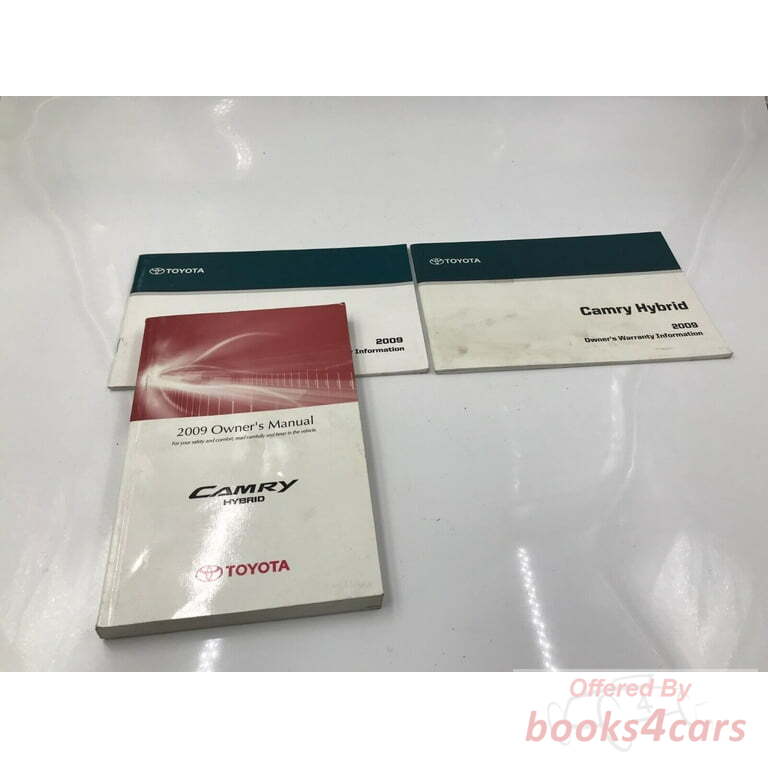 TOYOTA
2009
Information
TOYOTA
Camry Hybrid
2009
Owner's Warranty Information
2009 Owner's Manual
For your safety and comfort, read carefully and keep in the vehicle.
CAMRY
HYBRID
TOYOTA
Offered By
books4cars